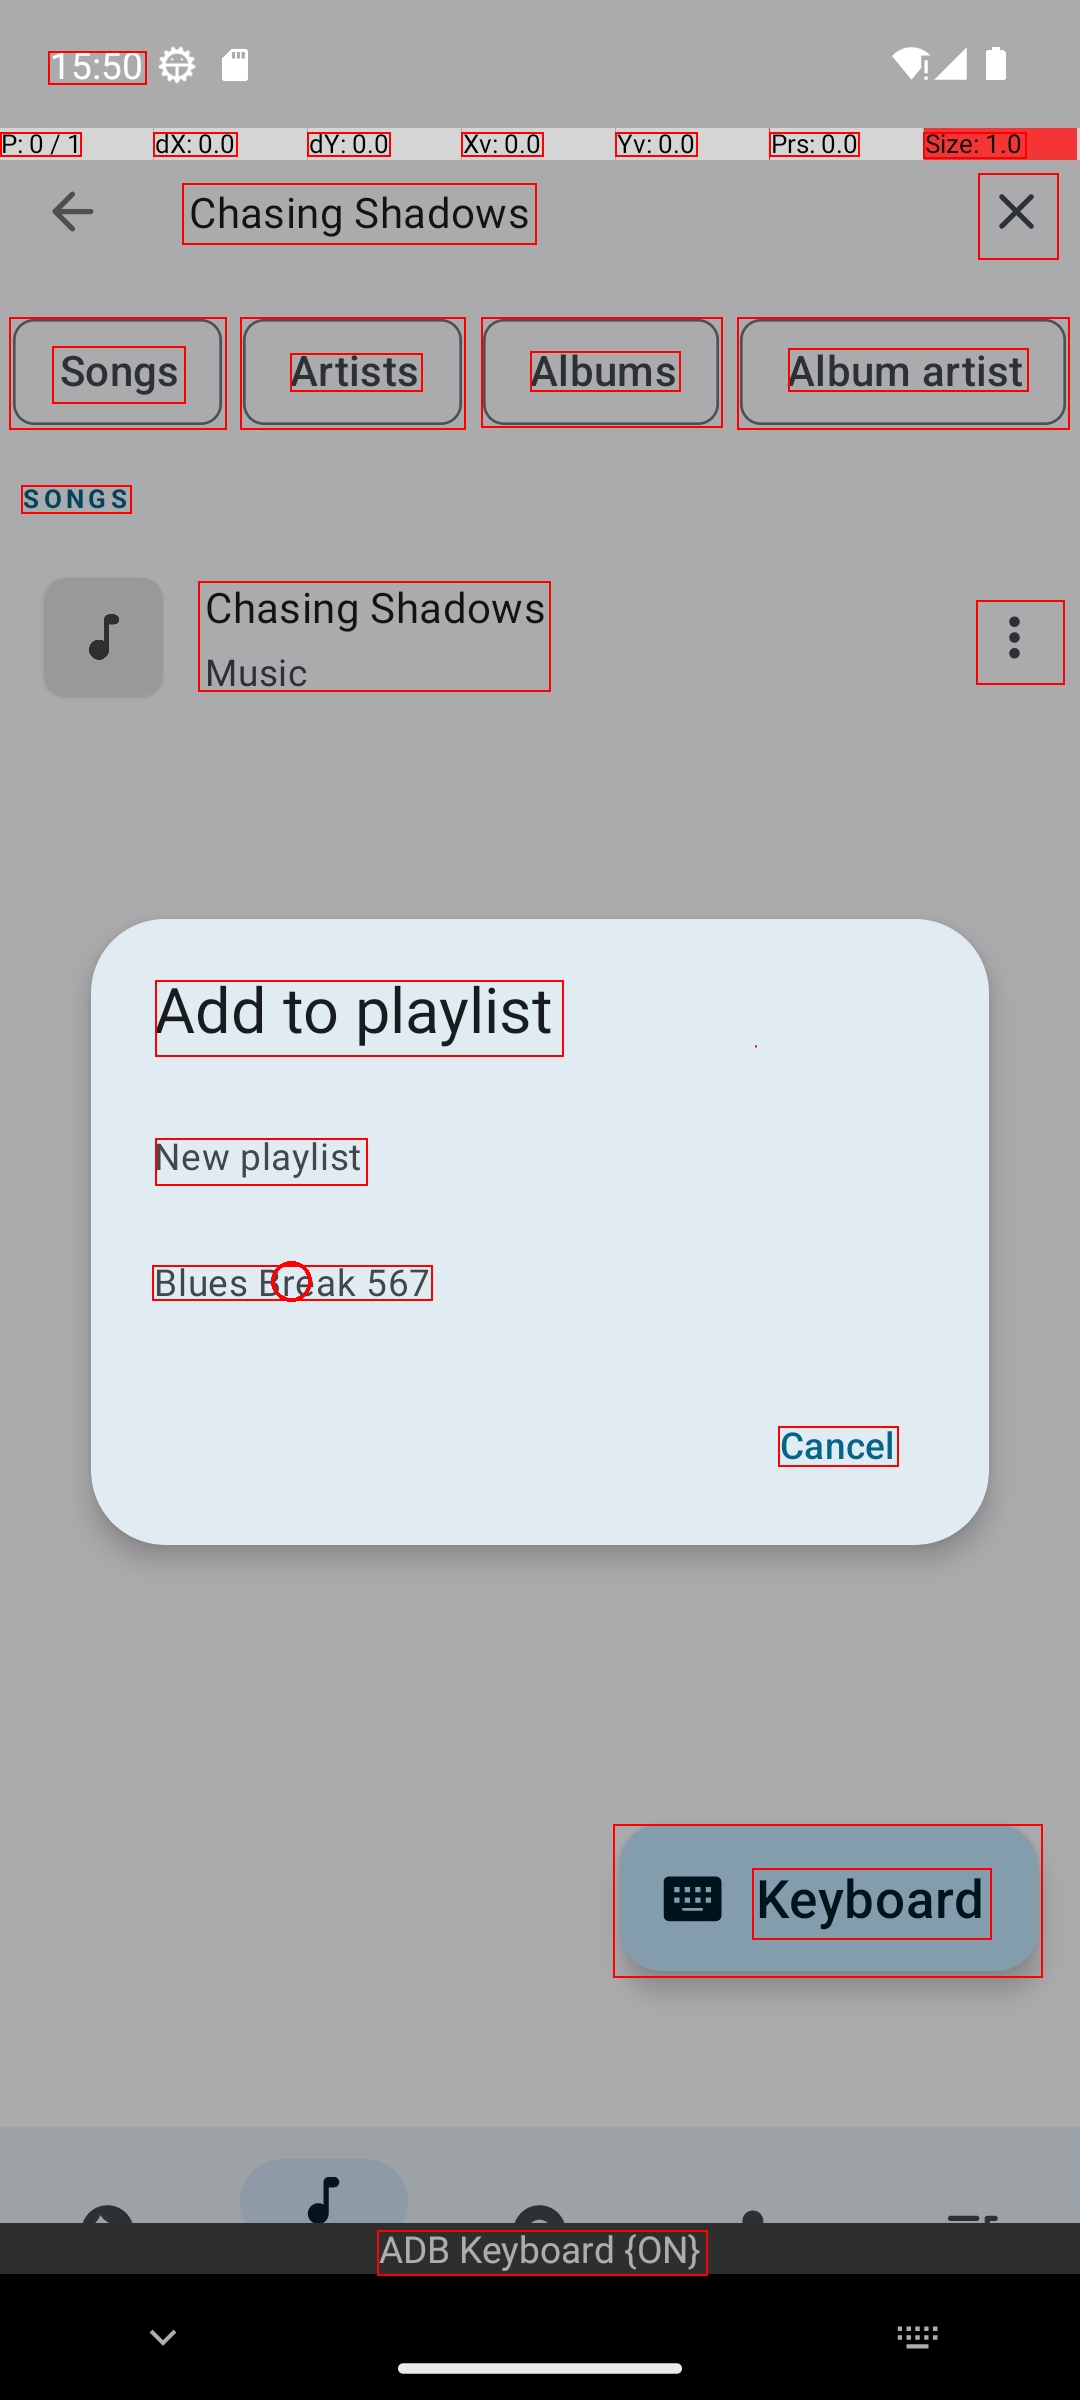 15:50
P: 0 / 1 dX: 0.0 dY: 0.0 Xv: 0.0 Yv: 0.0 Prs: 0.0 Size: 1.0
Chasing Shadows
Songs Artists Albums Album artist
SONGS
Chasing Shadows
Music
Add to playlist
New playlist
Blues Break 567
Cancel
Keyboard
ADB Keyboard {ON}